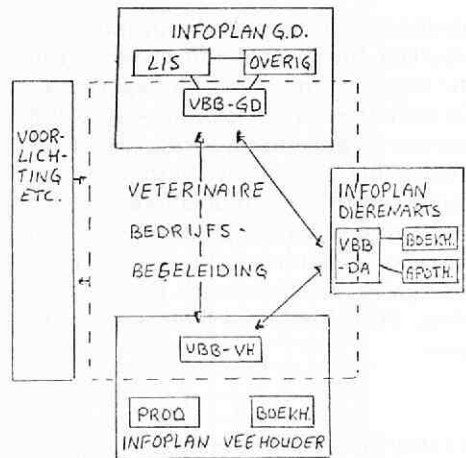 INFOPLAN G.D.
LIS.
OVERIG
VBB-GD
VOOR-
LICH-
TING
ETC.
VETERINAIRE
BEDRIJFS-
BEGELEIDING
INFOPLAN
DIERENARTS
VBB
-DA
BOEKH.
APOTH.
VBB-VH
PROD
BOEKH.
INFOPLAN VEEHOUDER